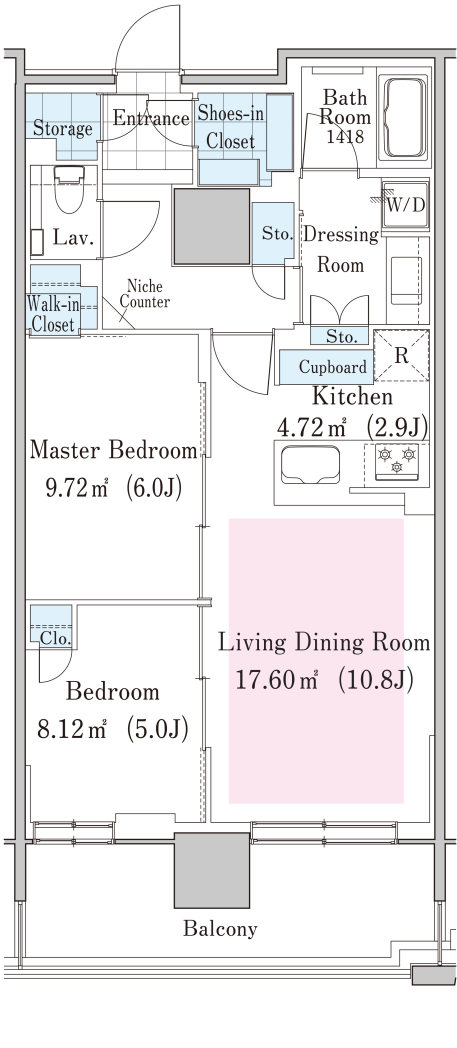 Bath
Room
1418
Entrance
Shoes-in
Closet
Storage
W/D
Lav.
Sto.
Dressing
Room
Niche
Counter
Walk-in
Closet
Sto.
R
Cupboard
Kitchen
4.72㎡ (2.9J)
Master Bedroom
9.72㎡ (6.0J)
Clo.
Living Dining Room
17.60㎡ (10.8J)
Bedroom
8.12㎡ (5.0J)
Balcony